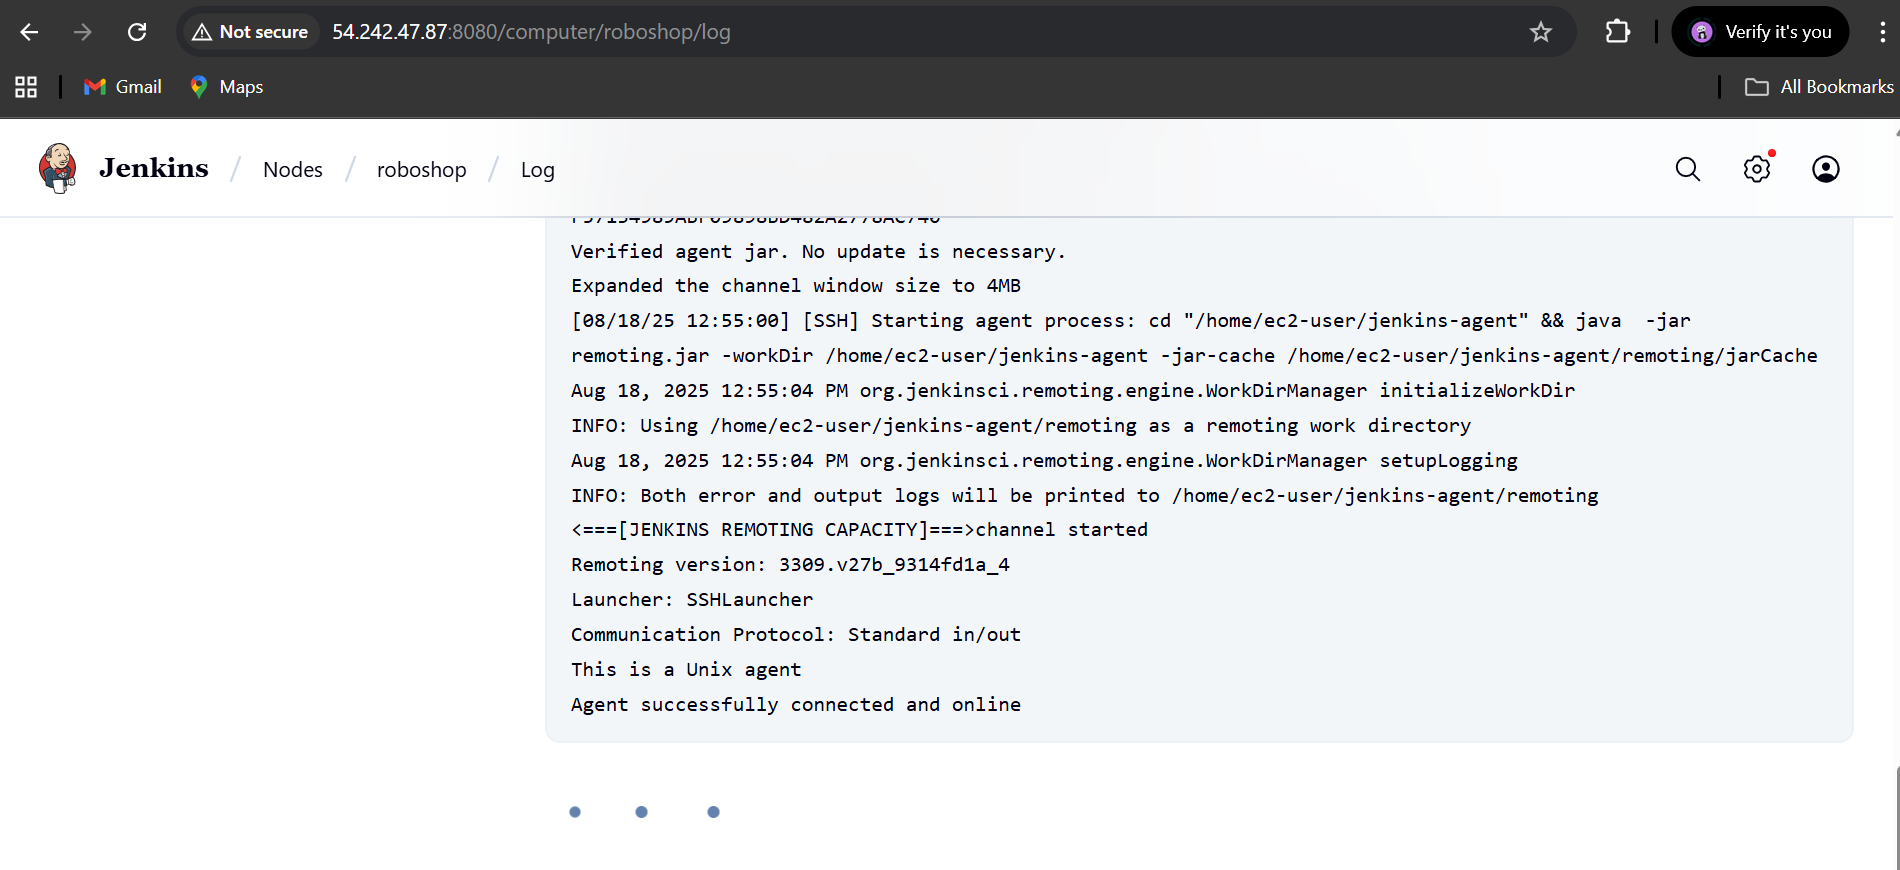 Not secure 54.242.47.87:8080/computer/roboshop/log Verify it's you
Gmail Maps All Bookmarks
Jenkins / Nodes / roboshop / Log
Verified agent jar. No update is necessary.
Expanded the channel window size to 4MB
[08/18/25 12:55:00] [SSH] Starting agent process: cd "/home/ec2-user/jenkins-agent" && java  -jar
remoting.jar -workDir /home/ec2-user/jenkins-agent -jar-cache /home/ec2-user/jenkins-agent/remoting/jarCache
Aug 18, 2025 12:55:04 PM org.jenkinsci.remoting.engine.WorkDirManager initializeWorkDir
INFO: Using /home/ec2-user/jenkins-agent/remoting as a remoting work directory
Aug 18, 2025 12:55:04 PM org.jenkinsci.remoting.engine.WorkDirManager setupLogging
INFO: Both error and output logs will be printed to /home/ec2-user/jenkins-agent/remoting
<===[JENKINS REMOTING CAPACITY]===>channel started
Remoting version: 3309.v27b_9314fd1a_4
Launcher: SSHLauncher
Communication Protocol: Standard in/out
This is a Unix agent
Agent successfully connected and online